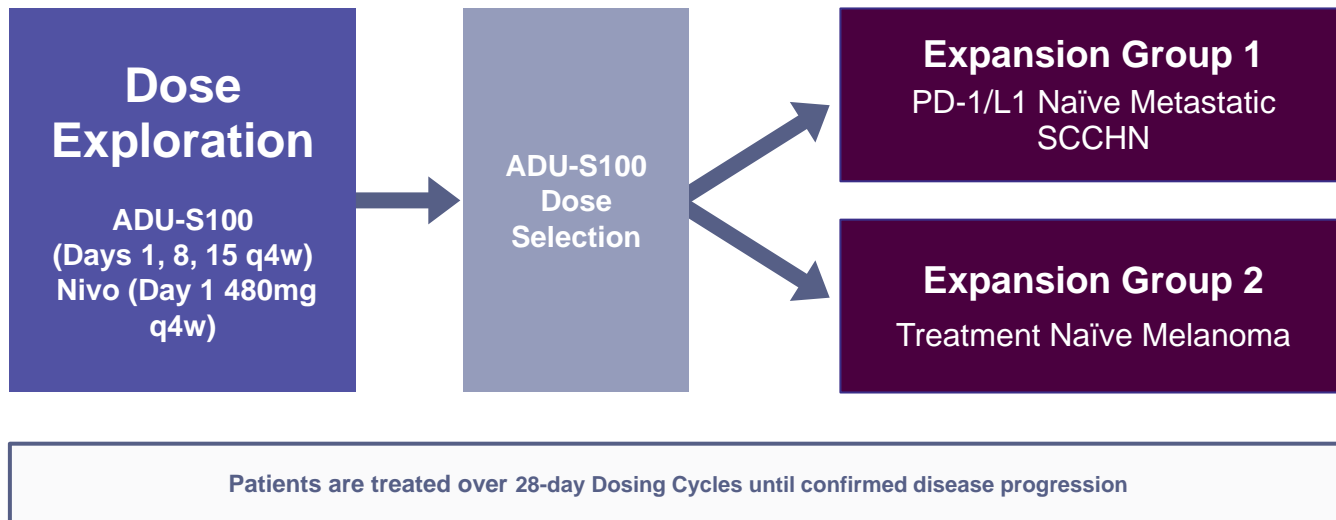 Dose
Exploration
ADU-S100
(Days 1, 8, 15 q4w)
Nivo (Day 1 480mg
q4w)
ADU-S100
Dose
Selection
Expansion Group 1
PD-1/L1 Naïve Metastatic
SCCHN
Expansion Group 2
Treatment Naïve Melanoma
Patients are treated over 28-day Dosing Cycles until confirmed disease progression